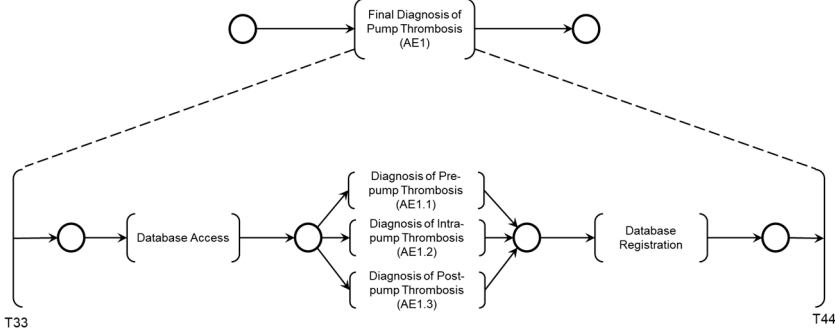 Final Diagnosis of
Pump Thrombosis
(AE1)
Diagnosis of Pre-
pump Thrombosis
(AE1.1)
Database Access
Diagnosis of Intra-
pump Thrombosis
(AE1.2)
Database
Registration
Diagnosis of Post-
pump Thrombosis
(AE1.3)
T33
T44